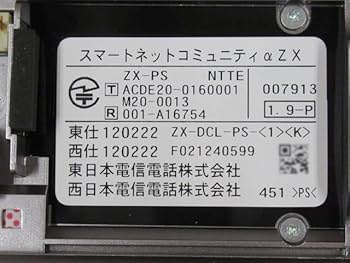 スマートネットコミュニティαZX
ZX-PS NTTE
T ACDE20-0160001 007913
M20-0013
R 001-A16754 1.9-P
東仕 120222 ZX-DCL-PS-<1><K>
西仕 120222 F021240599
東日本電信電話株式会社
西日本電信電話株式会社 451 >PS<